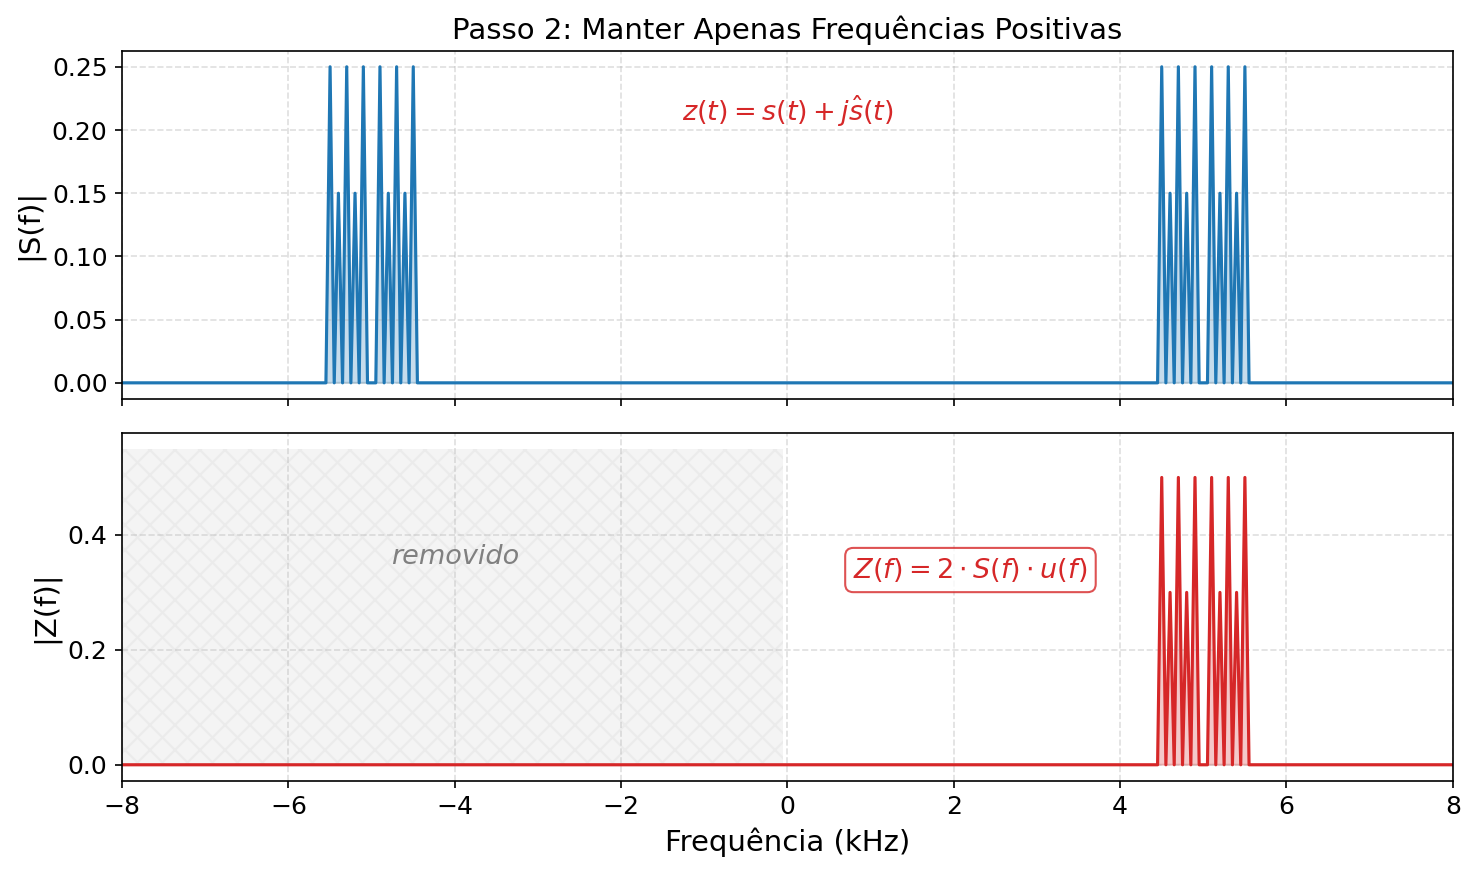 Passo 2: Manter Apenas Frequências Positivas
0.25
z(t) = s(t) + jŝ(t)
0.20
0.15
|S(f)|
0.10
0.05
0.00
0.4
removido
Z(f) = 2 · S(f) · u(f)
|Z(f)|
0.2
0.0
−8 −6 −4 −2 0 2 4 6 8
Frequência (kHz)